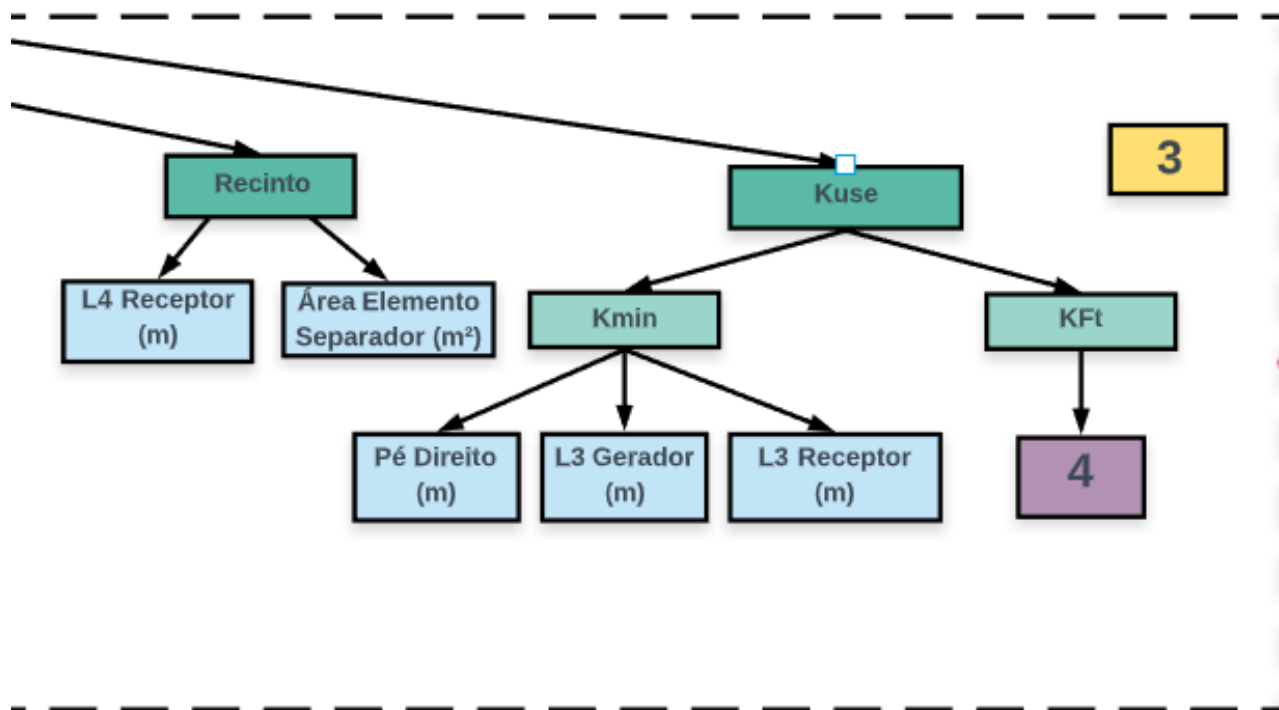 3
Recinto
Kuse
L4 Receptor
(m)
Área Elemento
Separador (m²)
Kmin
KFt
Pé Direito
(m)
L3 Gerador
(m)
L3 Receptor
(m)
4